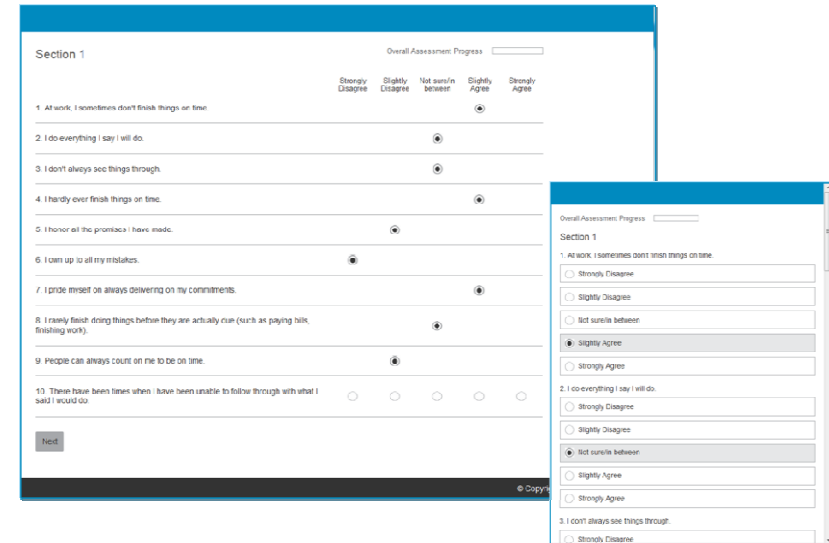 Section 1
Overall Assessment Progress
Strongly Disagree
Slightly Disagree
Not sure/in between
Slightly Agree
Strongly Agree
1. At work, I sometimes don't finish things on time.
2. I do everything I say I will do.
3. I don't always see things through.
4. I hardly ever finish things on time.
5. I honor all the promises I have made.
6. I own up to all my mistakes.
7. I pride myself on always delivering on my commitments.
8. I rarely finish doing things before they are actually due (such as paying bills,
finishing work).
9. People can always count on me to be on time.
10. There have been times when I have been unable to follow through with what I
said I would do.
Next
© Copyrig
Overall Assessment Progress
Section 1
1. At work, I sometimes don't finish things on time.
Strongly Disagree
Slightly Disagree
Not sure/in between
Slightly Agree
Strongly Agree
2. I do everything I say I will do.
Strongly Disagree
Slightly Disagree
Not sure/in between
Slightly Agree
Strongly Agree
3. I don't always see things through.
Strongly Disagree